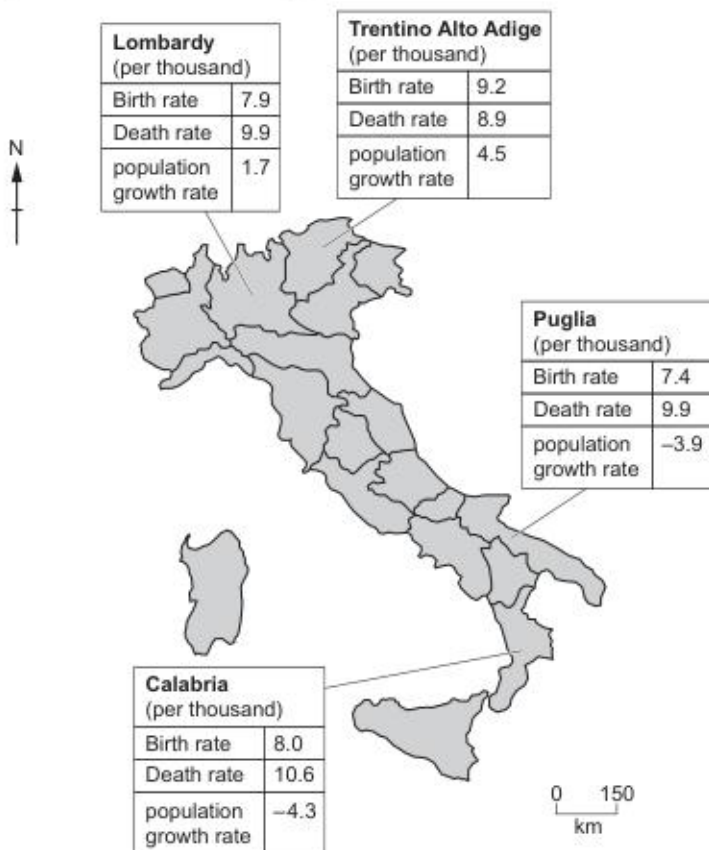 Lombardy
(per thousand)
Birth rate 7.9
Death rate 9.9
population
growth rate 1.7
Trentino Alto Adige
(per thousand)
Birth rate 9.2
Death rate 8.9
population
growth rate 4.5
N
Puglia
(per thousand)
Birth rate 7.4
Death rate 9.9
population
growth rate –3.9
Calabria
(per thousand)
Birth rate 8.0
Death rate 10.6
population
growth rate –4.3
0 150
km